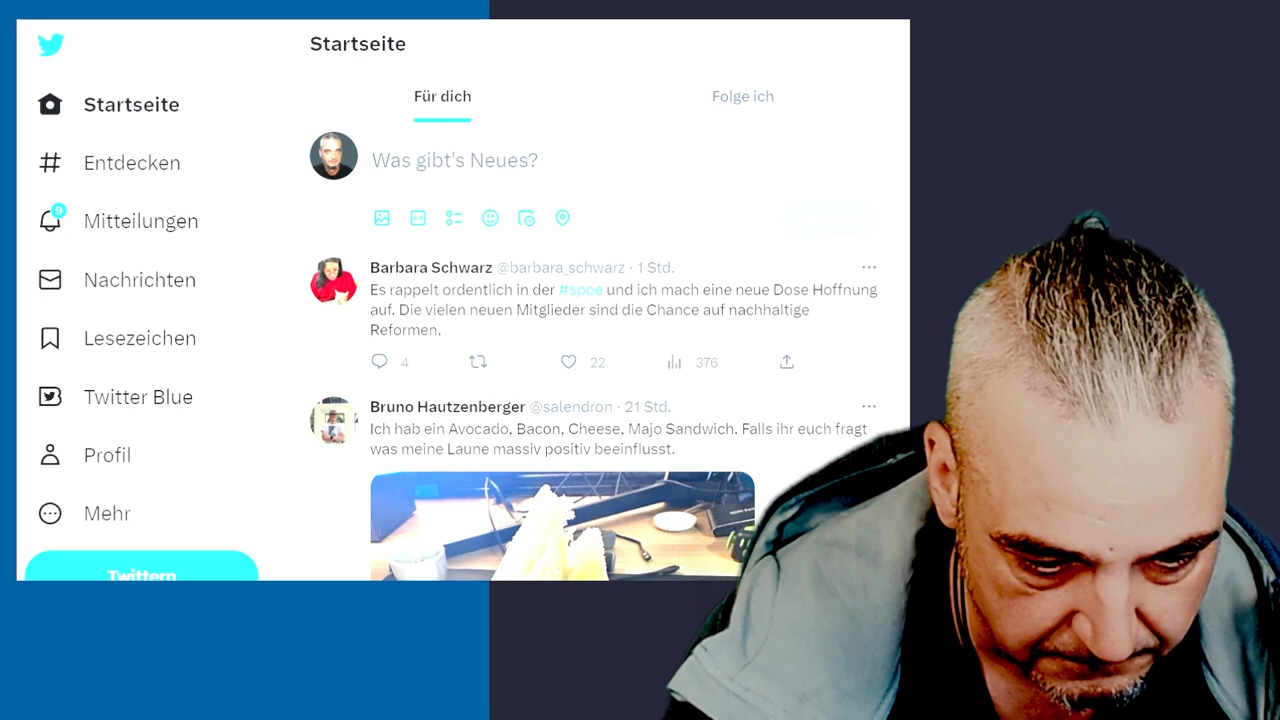 Startseite
Startseite
Für dich
Folge ich
Entdecken
Was gibt's Neues?
Mitteilungen
9
Barbara Schwarz @barbara_schwarz · 1 Std.
Es rappelt ordentlich in der #spoe und ich mach eine neue Dose Hoffnung
auf. Die vielen neuen Mitglieder sind die Chance auf nachhaltige
Reformen.
4
22
376
Nachrichten
Lesezeichen
Twitter Blue
Bruno Hautzenberger @salendron · 21 Std.
Ich hab ein Avocado, Bacon, Cheese, Majo Sandwich. Falls ihr euch fragt
was meine Laune massiv positiv beeinflusst.
Profil
Mehr
Twittern